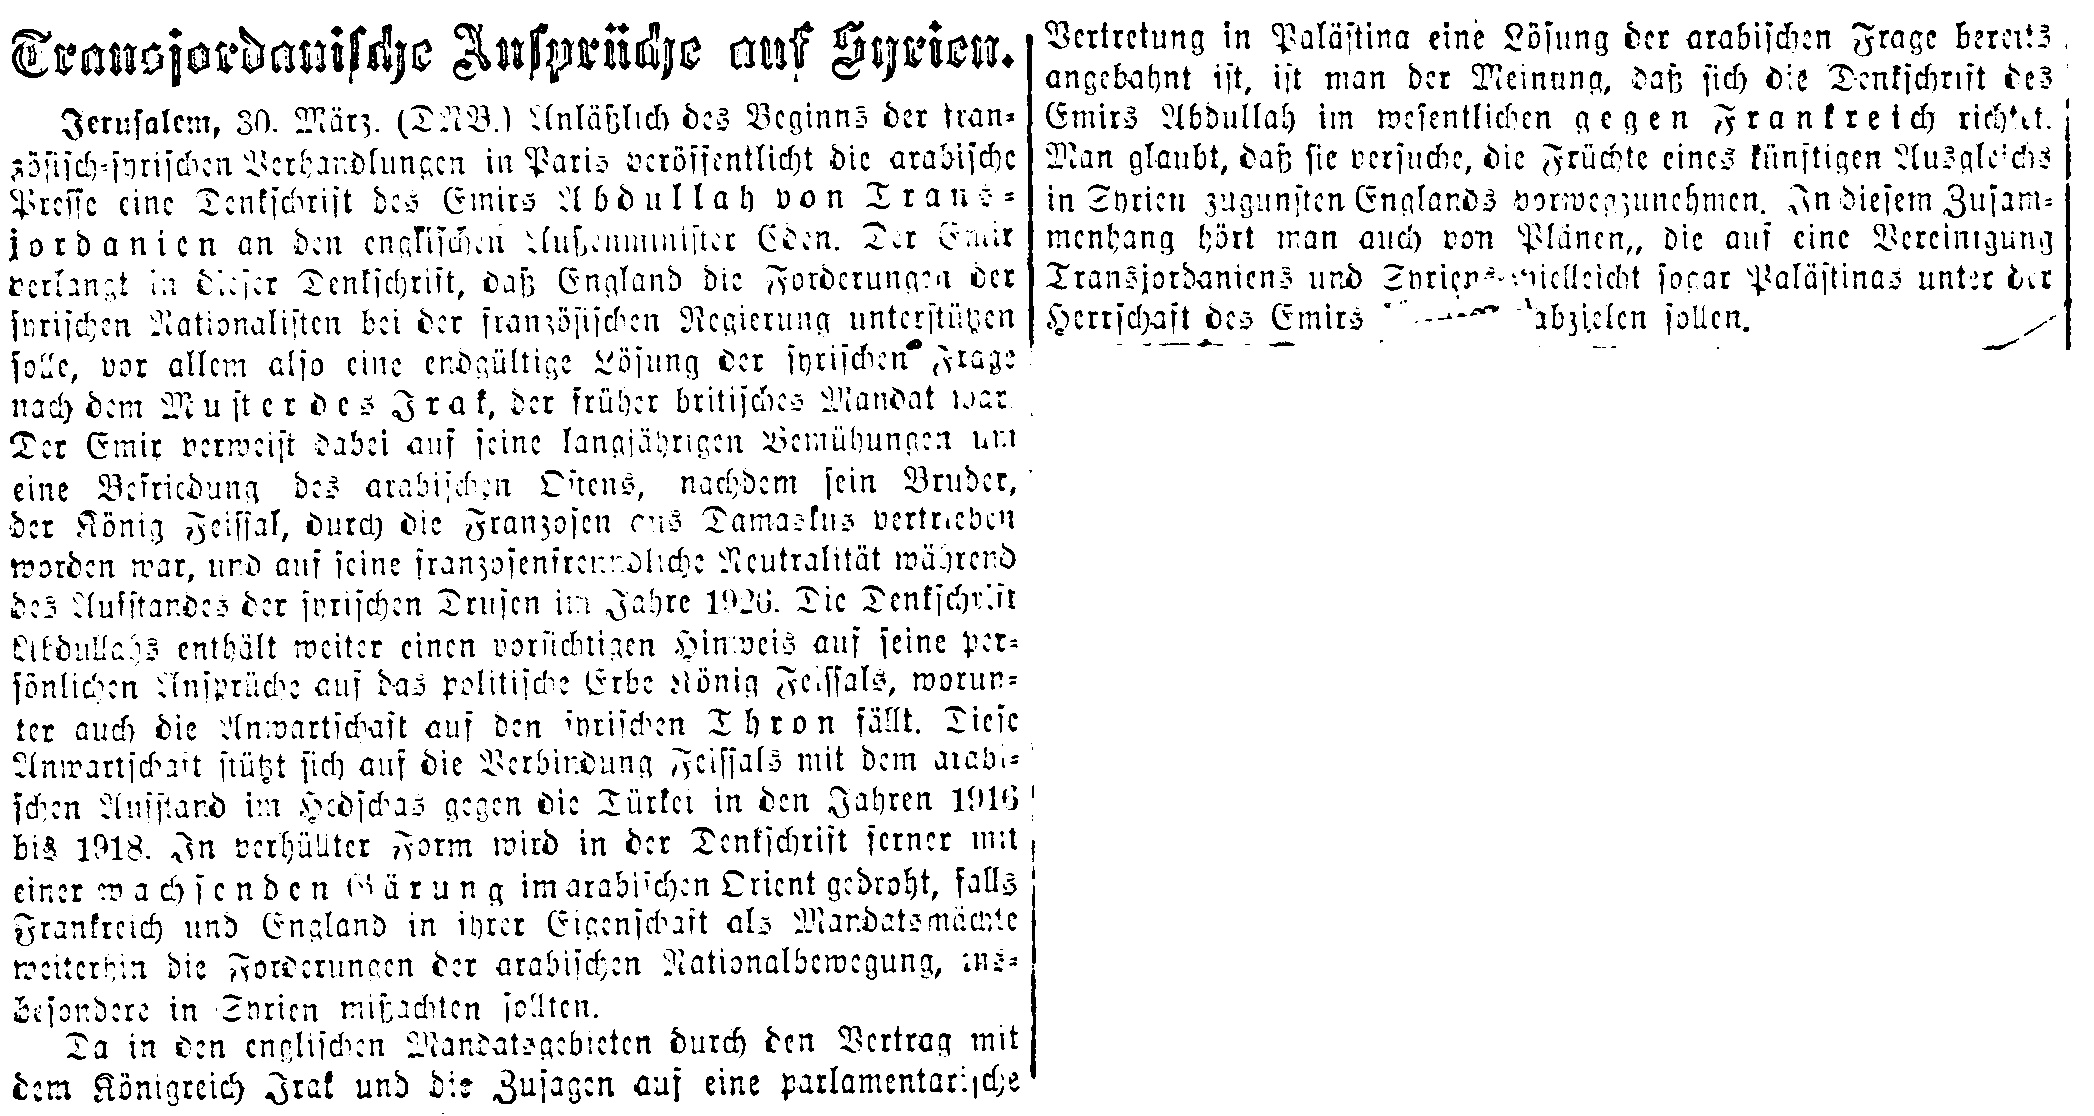 Transjordanische Ansprüche auf Syrien.
Jerusalem, 30. März. (DNB.) Anläßlich des Beginns der fran-
zösisch-syrischen Verhandlungen in Paris veröffentlicht die arabische
Presse eine Denkschrift des Emirs Abdullah von Trans-
jordanien an den englischen Außenminister Eden. Der Emir
verlangt in dieser Denkschrift, daß England die Forderungen der
syrischen Nationalisten bei der französischen Regierung unterstützen
solle, vor allem also eine endgültige Lösung der syrischen Frage
nach dem Muster des Irak, der früher britisches Mandat war.
Der Emir verweist dabei auf seine langjährigen Bemühungen um
eine Befriedung des arabischen Ostens, nachdem sein Bruder,
der König Feissal, durch die Franzosen aus Damaskus vertrieben
worden war, und auf seine franzosenfreundliche Neutralität während
des Aufstandes der syrischen Drusen im Jahre 1926. Die Denkschrift
Abdullahs enthält weiter einen vorsichtigen Hinweis auf seine per-
sönlichen Ansprüche auf das politische Erbe König Feissals, worun-
ter auch die Anwartschaft auf den syrischen Thron fällt. Diese
Anwartschaft stützt sich auf die Verbindung Feissals mit dem arabi-
schen Aufstand im Hedschas gegen die Türkei in den Jahren 1916
bis 1918. In verhüllter Form wird in der Denkschrift ferner mit
einer wachsenden Gärung im arabischen Orient gedroht, falls
Frankreich und England in ihrer Eigenschaft als Mandatsmächte
weiterhin die Forderungen der arabischen Nationalbewegung, ins-
besondere in Syrien mißachten sollten.
Da in den englischen Mandatsgebieten durch den Vertrag mit
dem Königreich Irak und die Zusagen auf eine parlamentarische
Vertretung in Palästina eine Lösung der arabischen Frage bereits
angebahnt ist, ist man der Meinung, daß sich die Denkschrift des
Emirs Abdullah im wesentlichen gegen Frankreich richtet.
Man glaubt, daß sie versuche, die Früchte eines künftigen Ausgleichs
in Syrien zugunsten Englands vorwegzunehmen. In diesem Zusam-
menhang hört man auch von Plänen,, die auf eine Vereinigung
Transjordaniens und Syriens vielleicht sogar Palästinas unter der
Herrschaft des Emirs abzielen sollen.